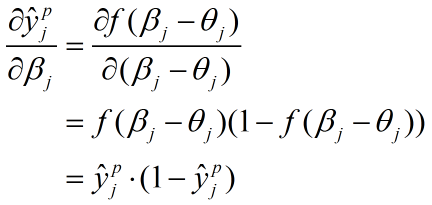 ∂ŷ_j^p / ∂β_j = ∂f(β_j − θ_j) / ∂(β_j − θ_j)
= f(β_j − θ_j)(1 − f(β_j − θ_j))
= ŷ_j^p · (1 − ŷ_j^p)